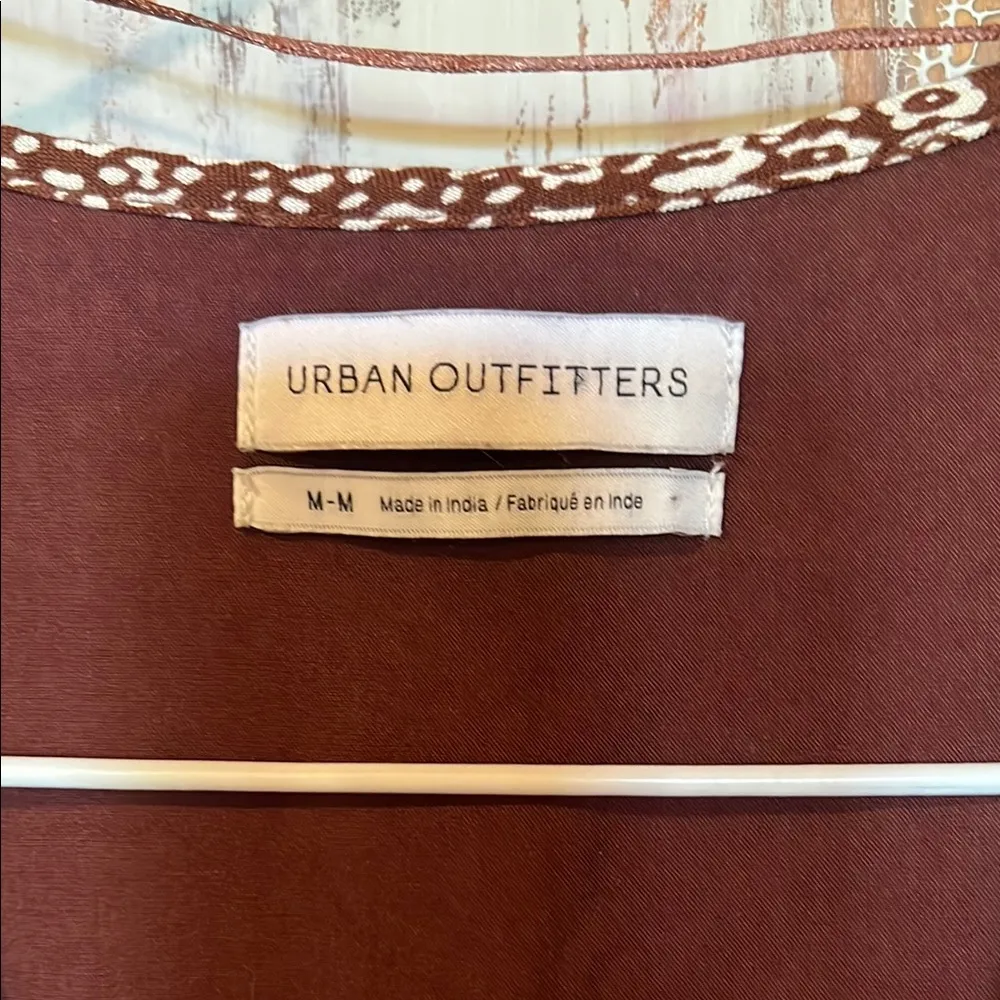 URBAN OUTFITTERS
M-M Made in India / Fabriqué en Inde